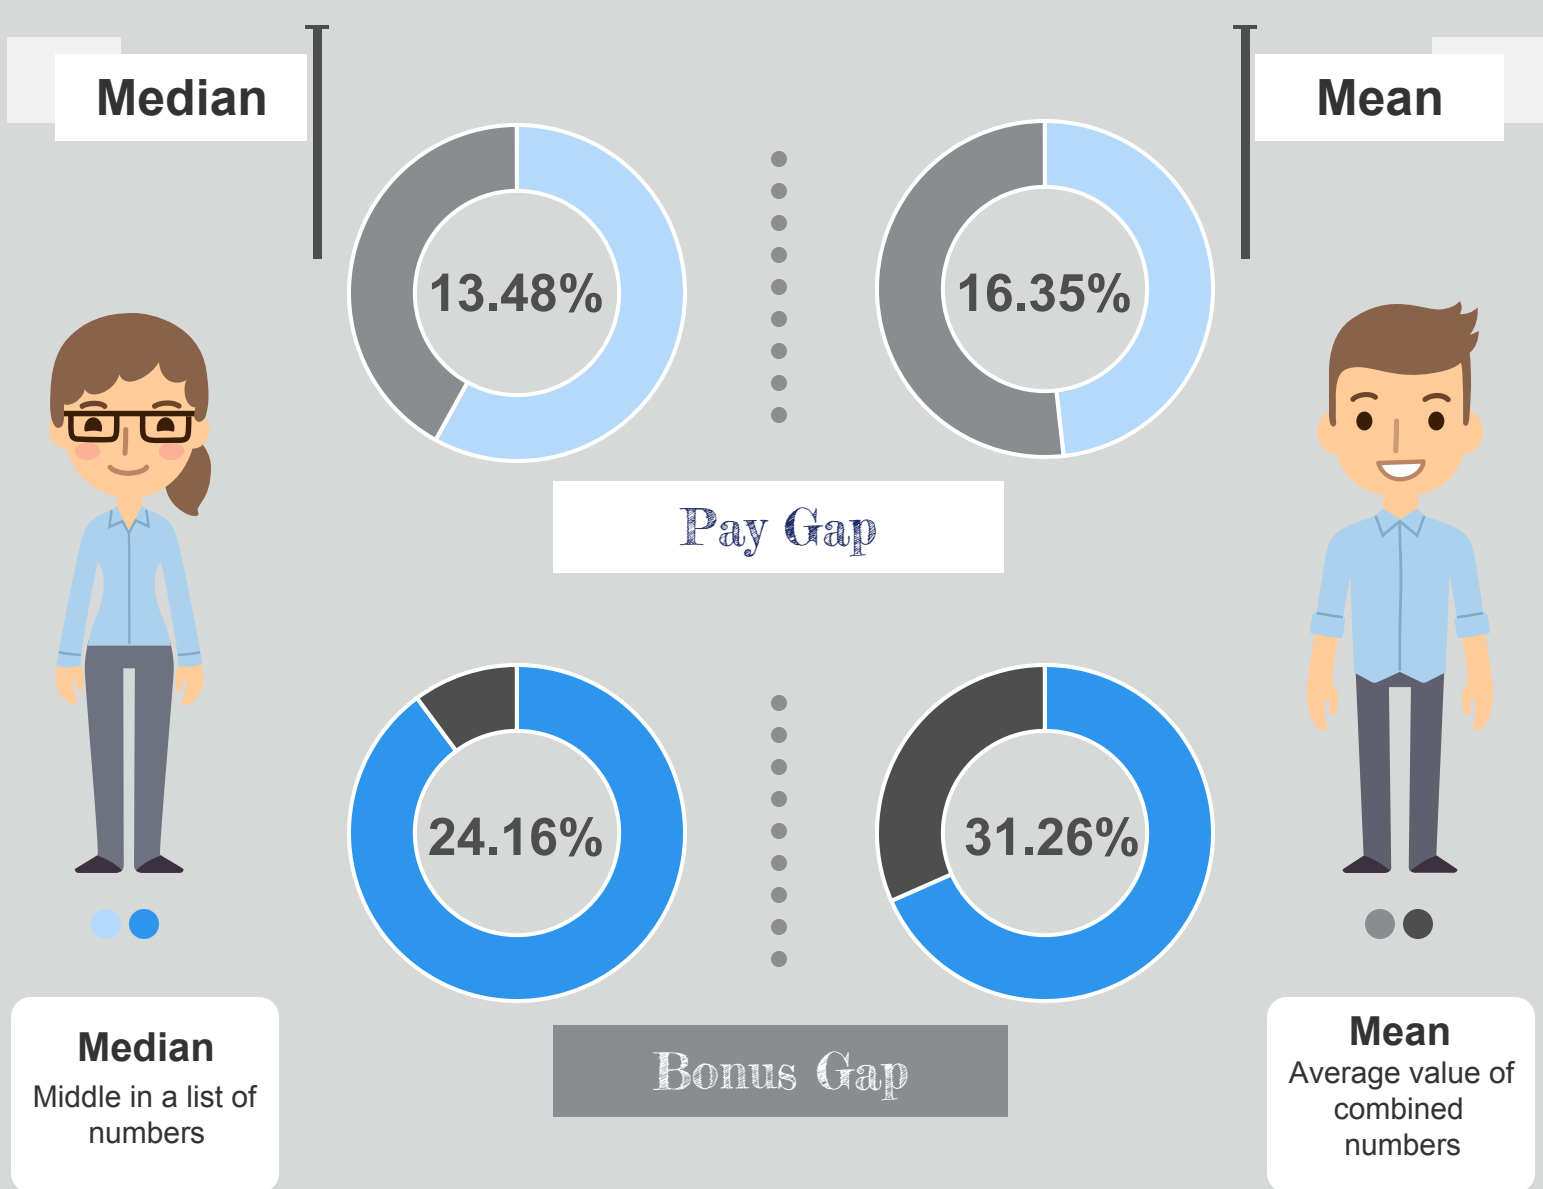 Median
Mean
13.48%
16.35%
Pay Gap
24.16%
31.26%
Bonus Gap
Median
Middle in a list of
numbers
Mean
Average value of
combined
numbers